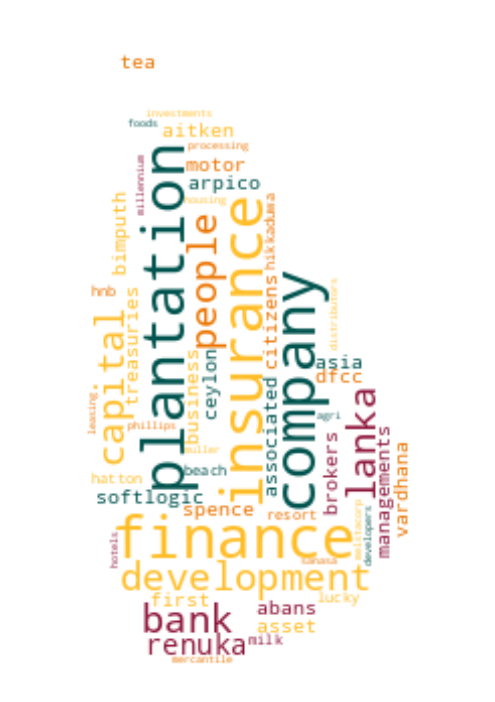 tea
investments
foods
aitken
processing
millennium
motor
arpico
plantation
housing
bimputh
people
insurance
hikkaduwa
hnb
treasuries
capital
citizens
company
distributors
business
ceylon
asia
dfcc
leasing
phillips
associated
agri
lanka
muller
brokers
managements
beach
hatton
vardhana
softlogic
spence
resort
developers
hotels
finance
sanasa
development
first
lucky
bank
abans
asset
renuka
milk
mercantile